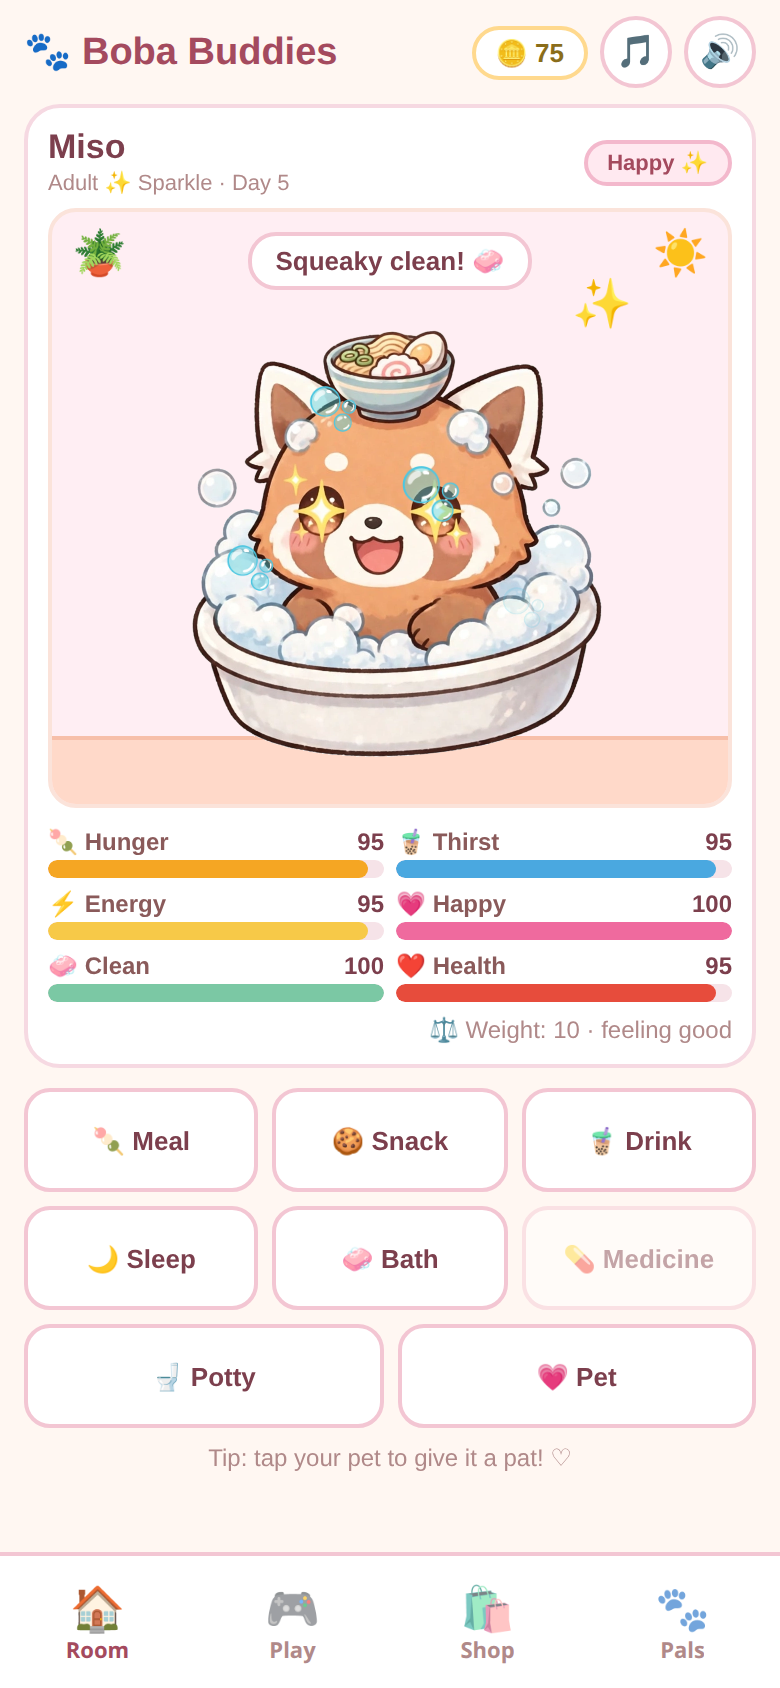 🐾 Boba Buddies
🪙 75
Miso
Adult ✨ Sparkle · Day 5
Happy ✨
Squeaky clean! 🧼
🍡 Hunger 95
🧋 Thirst 95
⚡ Energy 95
💗 Happy 100
🧼 Clean 100
❤️ Health 95
⚖️ Weight: 10 · feeling good
🍡 Meal
🍪 Snack
🧋 Drink
🌙 Sleep
🧼 Bath
💊 Medicine
🚽 Potty
💗 Pet
Tip: tap your pet to give it a pat! ♡
Room
Play
Shop
Pals